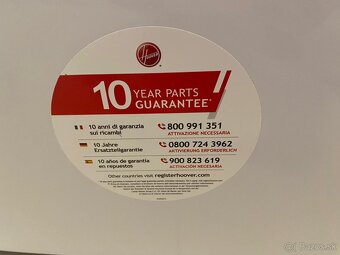 Hoover
10 YEAR PARTS
GUARANTEE*
10 anni di garanzia
sui ricambi
800 991 351
ATTIVAZIONE NECESSARIA
10 Jahre
Ersatzteilgarantie
0800 724 3962
AKTIVIERUNG ERFORDERLICH
10 años de garantía
en repuestos
900 823 619
ACTIVACIÓN NECESARIA
Other countries visit registerhoover.com
Bazos.sk